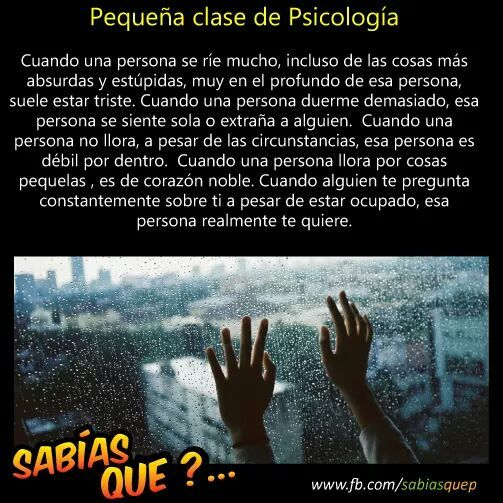 Pequeña clase de Psicología
Cuando una persona se ríe mucho, incluso de las cosas más
absurdas y estúpidas, muy en el profundo de esa persona,
suele estar triste. Cuando una persona duerme demasiado, esa
persona se siente sola o extraña a alguien. Cuando una
persona no llora, a pesar de las circunstancias, esa persona es
débil por dentro. Cuando una persona llora por cosas
pequelas , es de corazón noble. Cuando alguien te pregunta
constantemente sobre ti a pesar de estar ocupado, esa
persona realmente te quiere.
SABÍAS
QUE ?...
www.fb.com/sabiasquep